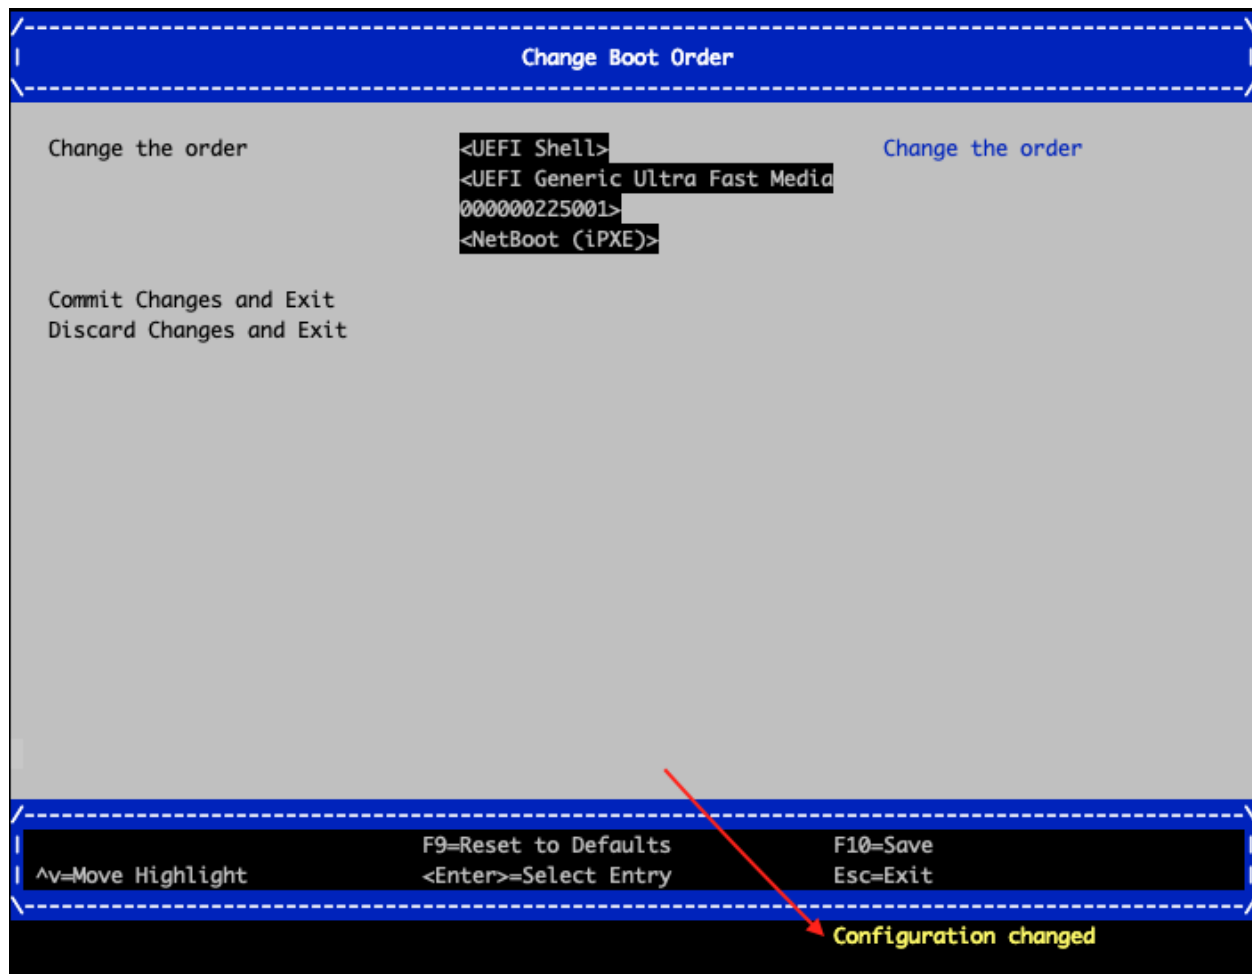 Change Boot Order
Change the order <UEFI Shell> Change the order
<UEFI Generic Ultra Fast Media
000000225001>
<NetBoot (iPXE)>
Commit Changes and Exit
Discard Changes and Exit
F9=Reset to Defaults F10=Save
^v=Move Highlight <Enter>=Select Entry Esc=Exit
Configuration changed